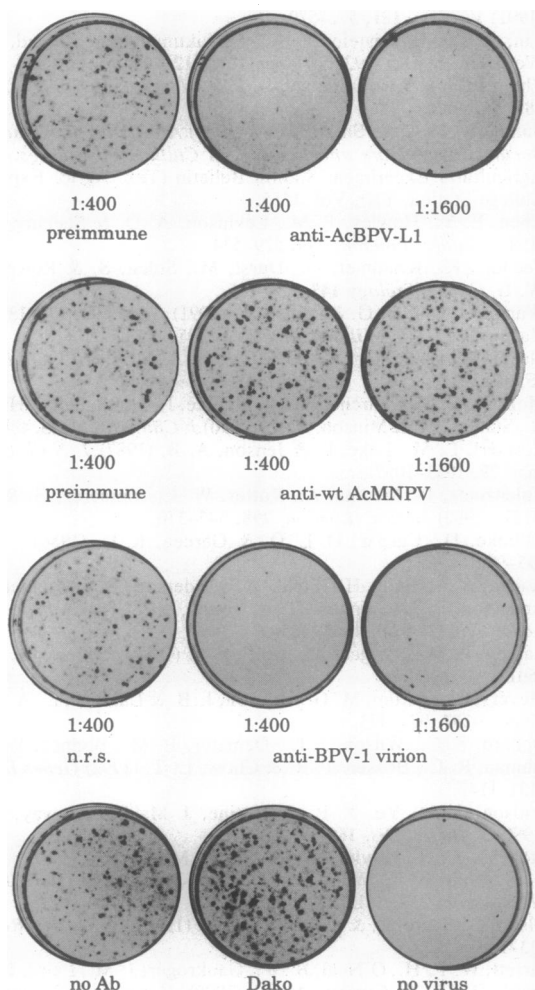 1:400 1:400 1:1600
preimmune anti-AcBPV-L1
1:400 1:400 1:1600
preimmune anti-wt AcMNPV
1:400 1:400 1:1600
n.r.s. anti-BPV-1 virion
no Ab Dako no virus